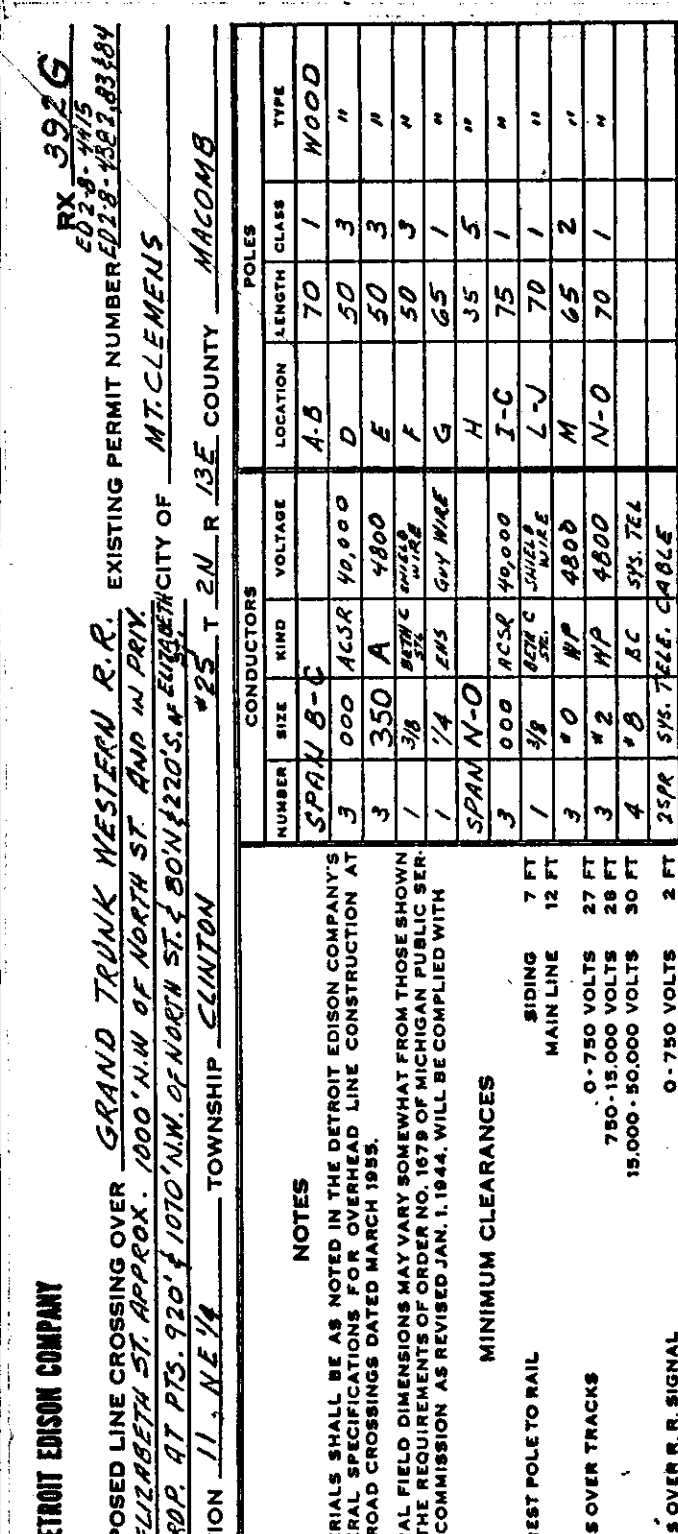 RX 392 G
ED 2-8-4415
ETROIT EDISON COMPANY
POSED LINE CROSSING OVER GRAND TRUNK WESTERN R.R. EXISTING PERMIT NUMBER ED 2-8-4582,83 & 84
ELIZABETH ST. APPROX. 1000' N.W OF NORTH ST. AND IN PRIV.
ROP. AT PTS. 920' & 1070' N.W. OF NORTH ST. & 80'N & 220'S. OF ELIZABETH ST. CITY OF MT. CLEMENS
ION 11, NE 1/4 TOWNSHIP CLINTON #25 T 2N R 13E COUNTY MACOMB
NOTES
RIALS SHALL BE AS NOTED IN THE DETROIT EDISON COMPANY'S
ERAL SPECIFICATIONS FOR OVERHEAD LINE CONSTRUCTION AT
ROAD CROSSINGS DATED MARCH 1955.
AL FIELD DIMENSIONS MAY VARY SOMEWHAT FROM THOSE SHOWN
THE REQUIREMENTS OF ORDER NO. 1679 OF MICHIGAN PUBLIC SER-
COMMISSION AS REVISED JAN. 1, 1944, WILL BE COMPLIED WITH
MINIMUM CLEARANCES
EST POLE TO RAIL SIDING 7 FT
MAIN LINE 12 FT
S OVER TRACKS 0-750 VOLTS 27 FT
750-15,000 VOLTS 28 FT
15,000-50,000 VOLTS 30 FT
S OVER R. R. SIGNAL 0-750 VOLTS 2 FT
CONDUCTORS POLES
NUMBER SIZE KIND VOLTAGE LOCATION LENGTH CLASS TYPE
SPAN B-C A-B 70 1 WOOD
3 000 ACSR 40,000 D 50 3 "
3 350 A 4800 E 50 3 "
1 3/8 BETH C STL SHIELD WIRE F 50 3 "
1 1/4 EHS GUY WIRE G 65 1 "
SPAN N-O H 35 5 "
3 000 ACSR 40,000 I-C 75 1 "
1 3/8 BETH C STL. SHIELD WIRE L-J 70 1 "
3 #0 WP 4800 M 65 2 "
3 #2 WP 4800 N-O 70 1 "
4 #8 BC SYS. TEL
25PR SYS. TELE. CABLE